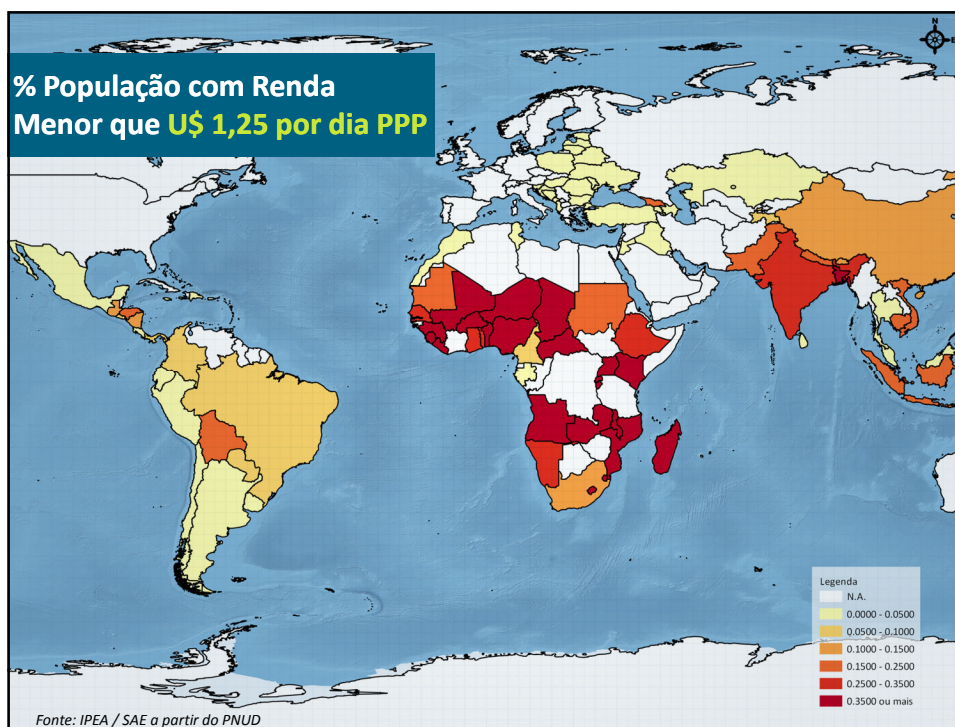 N
E
% População com Renda
Menor que U$ 1,25 por dia PPP
Legenda
N.A.
0.0000 - 0.0500
0.0500 - 0.1000
0.1000 - 0.1500
0.1500 - 0.2500
0.2500 - 0.3500
0.3500 ou mais
Fonte: IPEA / SAE a partir do PNUD